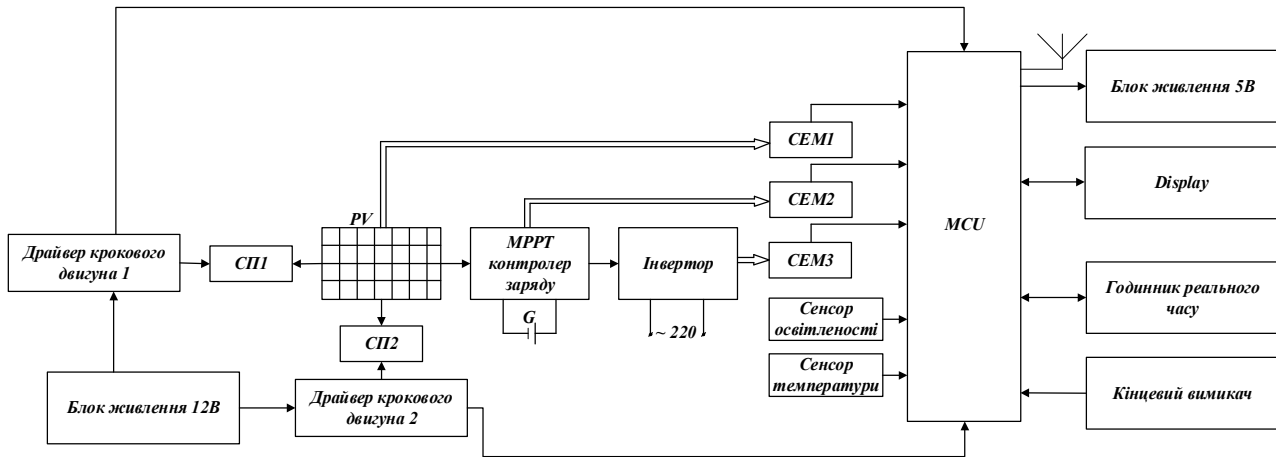 Блок живлення 5В
СЕМ1
Display
СЕМ2
PV
MCU
Драйвер крокового
двигуна 1
СП1
МРРТ
контролер
заряду
Інвертор
СЕМ3
Годинник реального
часу
Сенсор
освітленості
G
~ 220
СП2
Сенсор
температури
Блок живлення 12В
Драйвер крокового
двигуна 2
Кінцевий вимикач